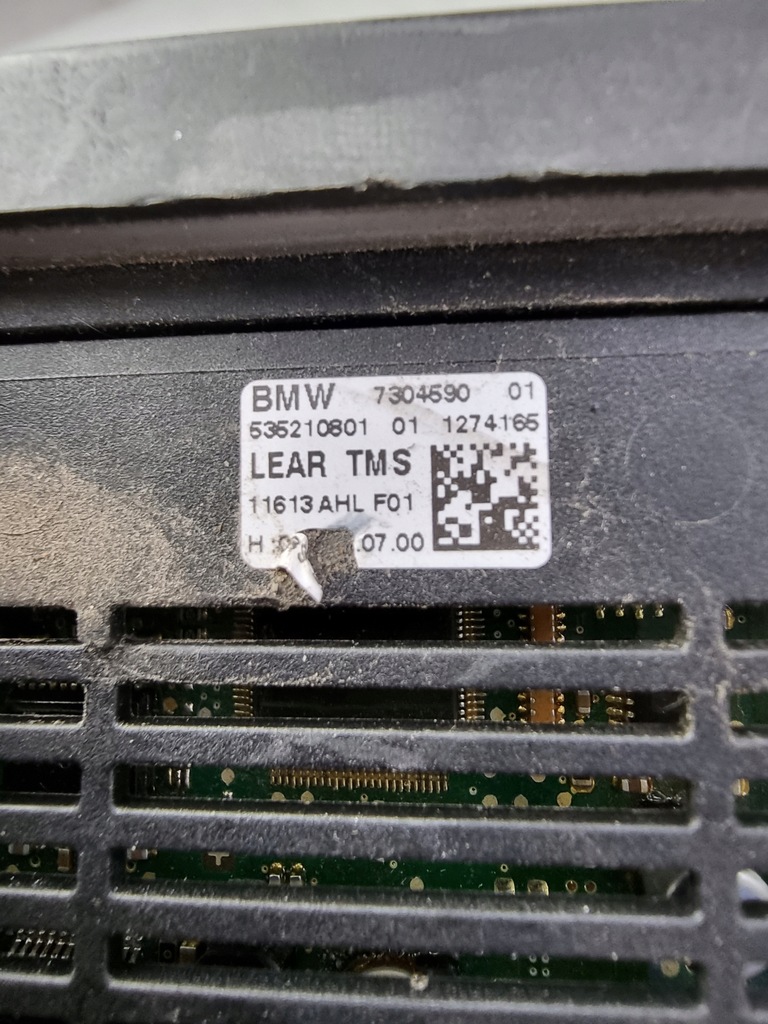 BMW 7304590 01
535210801 01 1274165
LEAR TMS
11613 AHL F01
H .07.00